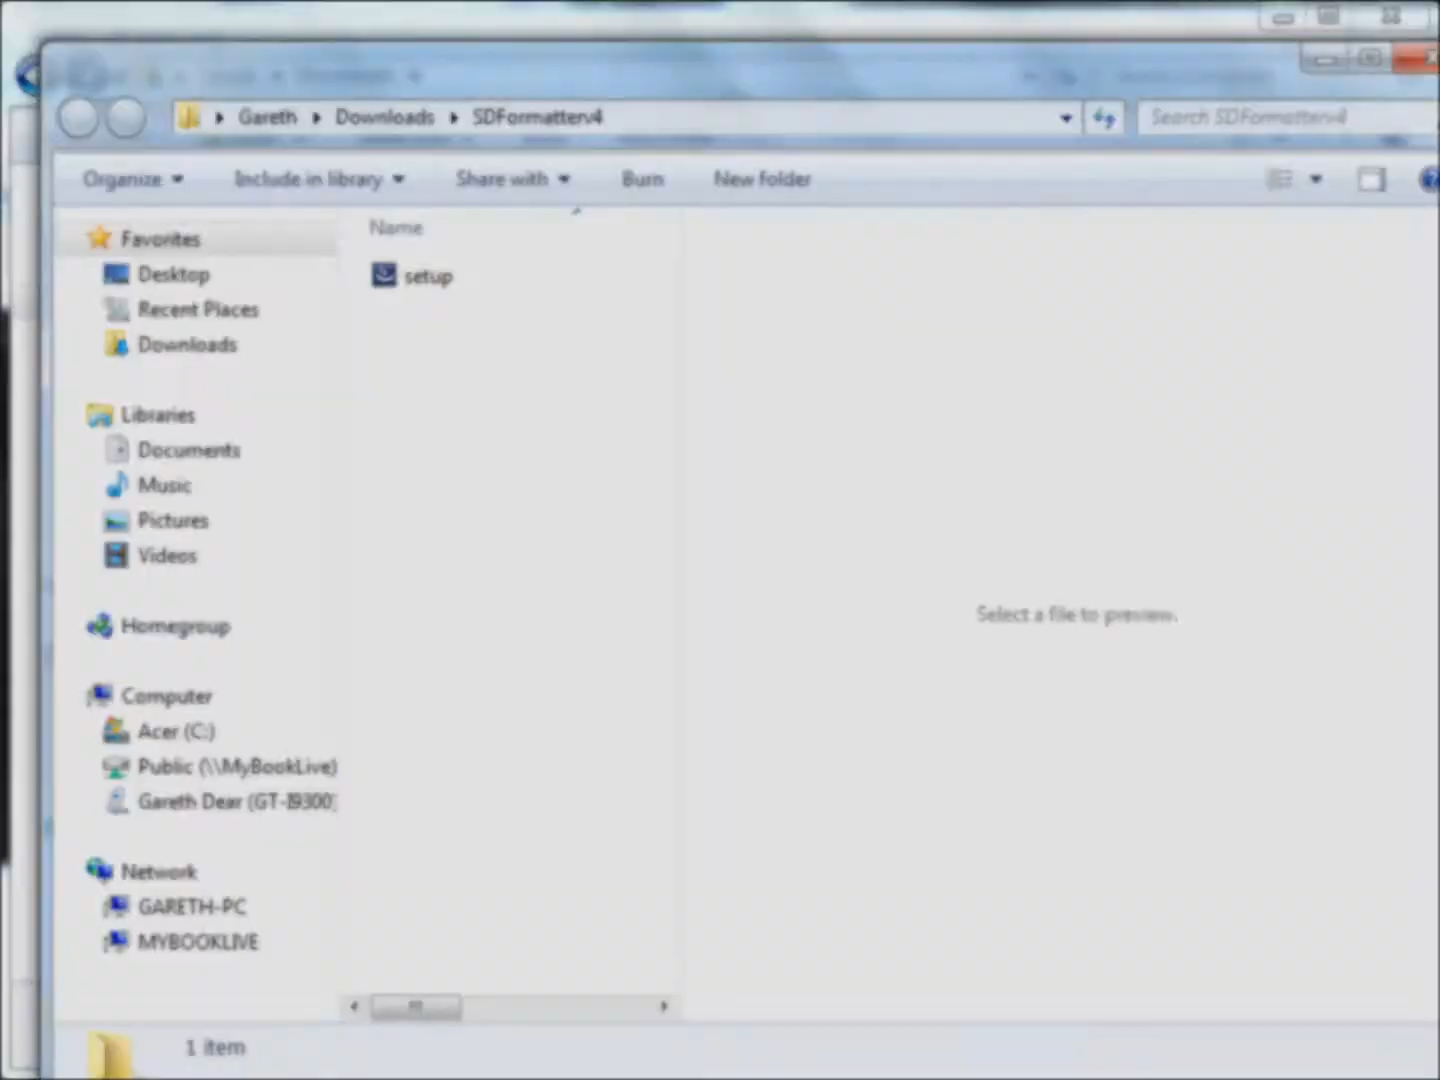 Gareth Downloads SDFormatterv4
Search SDFormatterv4
Organize Include in library Share with Burn New folder
Name
setup
Favorites
Desktop
Recent Places
Downloads
Libraries
Documents
Music
Pictures
Videos
Homegroup
Computer
Acer (C:)
Public (\\MyBookLive)
Gareth Dear (GT-I9300)
Network
GARETH-PC
MYBOOKLIVE
Select a file to preview.
1 item